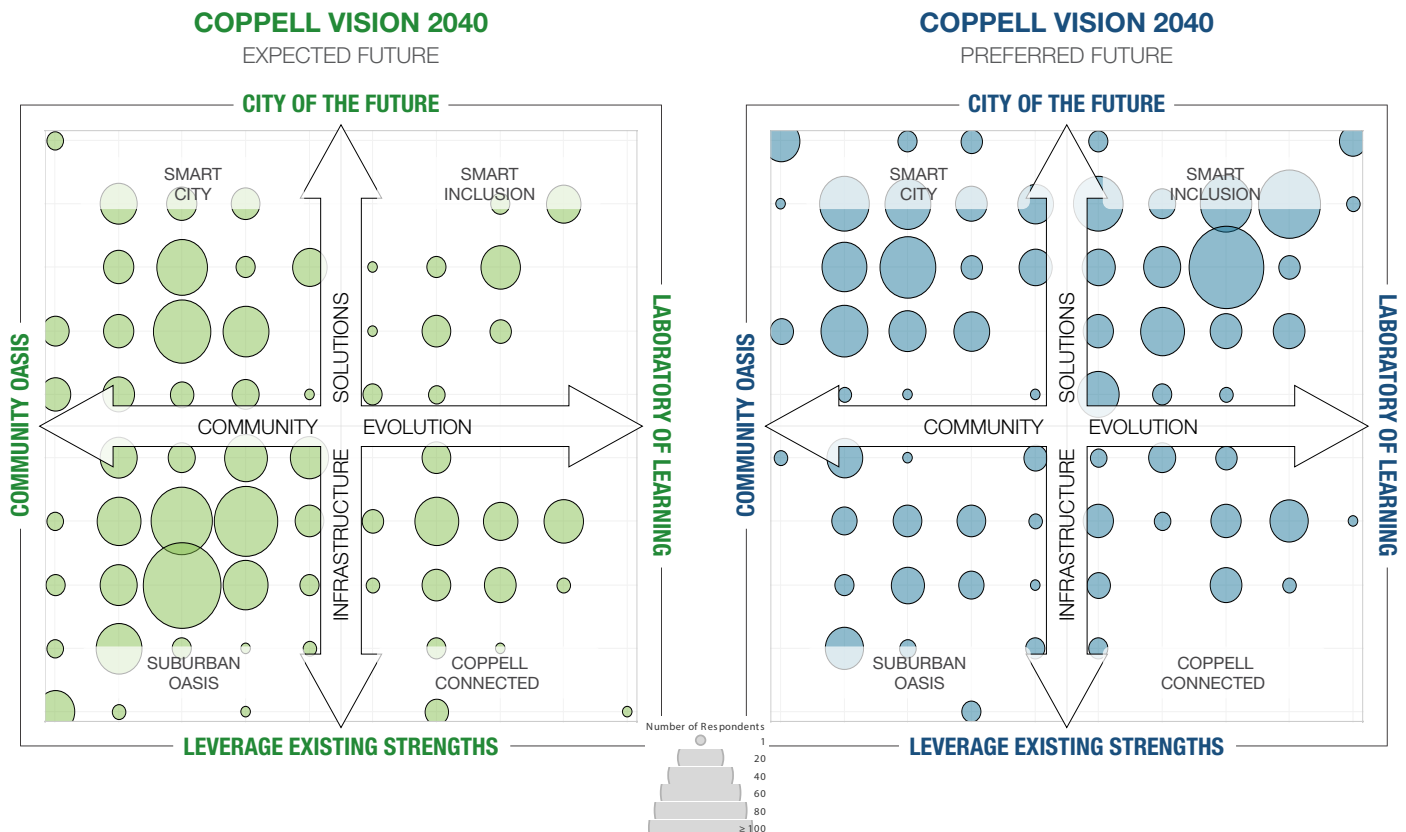 COPPELL VISION 2040
EXPECTED FUTURE
CITY OF THE FUTURE
SMART
CITY
SMART
INCLUSION
COMMUNITY OASIS
SOLUTIONS
LABORATORY OF LEARNING
COMMUNITY
EVOLUTION
INFRASTRUCTURE
SUBURBAN
OASIS
COPPELL
CONNECTED
LEVERAGE EXISTING STRENGTHS
COPPELL VISION 2040
PREFERRED FUTURE
CITY OF THE FUTURE
SMART
CITY
SMART
INCLUSION
COMMUNITY OASIS
SOLUTIONS
LABORATORY OF LEARNING
COMMUNITY
EVOLUTION
INFRASTRUCTURE
SUBURBAN
OASIS
COPPELL
CONNECTED
LEVERAGE EXISTING STRENGTHS
Number of Respondents
1
20
40
60
80
≥100